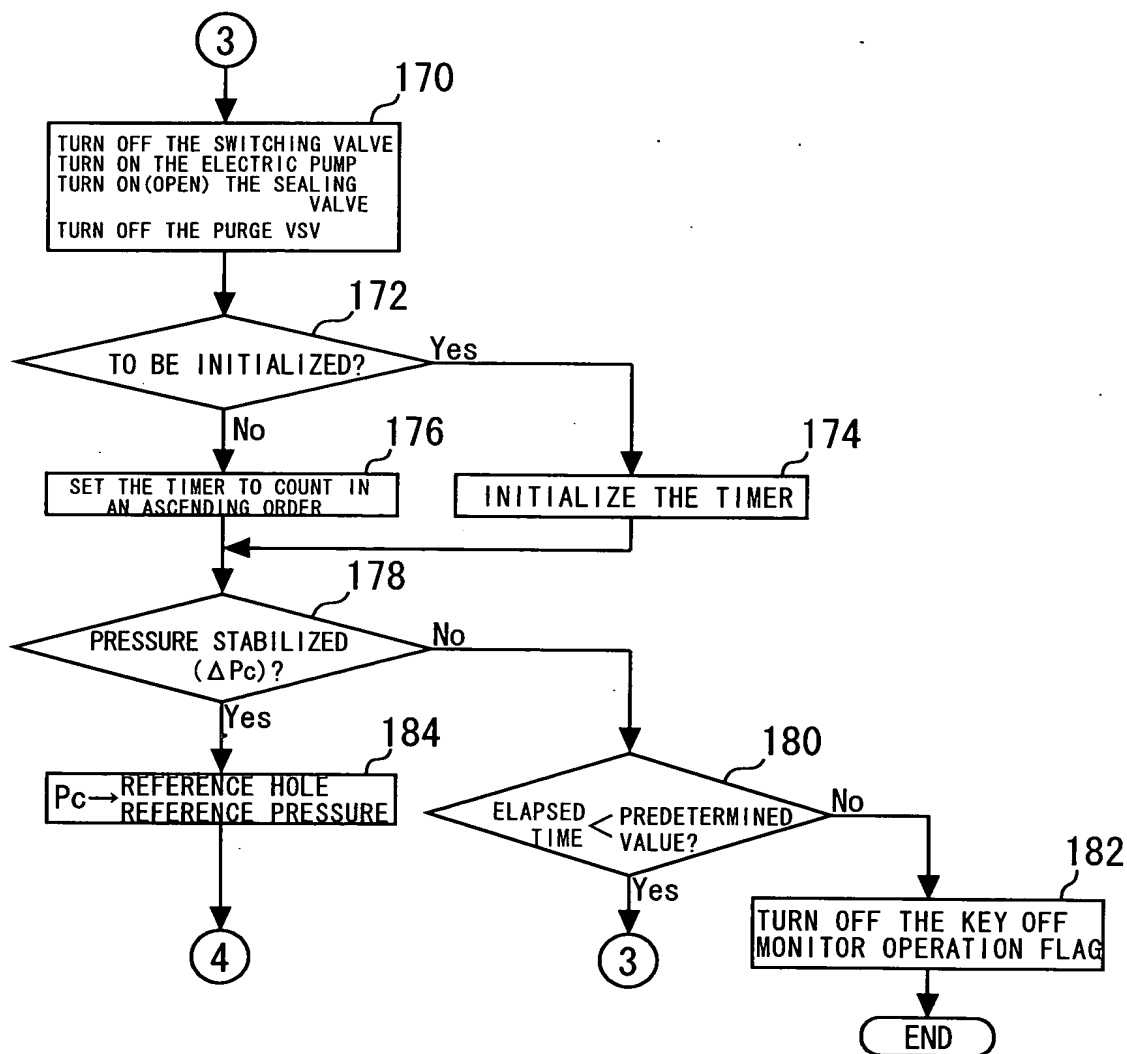 3
170
TURN OFF THE SWITCHING VALVE
TURN ON THE ELECTRIC PUMP
TURN ON(OPEN) THE SEALING
VALVE
TURN OFF THE PURGE VSV
172
TO BE INITIALIZED?
Yes
No
176
SET THE TIMER TO COUNT IN
AN ASCENDING ORDER
174
INITIALIZE THE TIMER
178
PRESSURE STABILIZED
(ΔPc)?
No
Yes
184
Pc→REFERENCE HOLE
REFERENCE PRESSURE
4
180
ELAPSED TIME < PREDETERMINED VALUE?
No
Yes
3
182
TURN OFF THE KEY OFF
MONITOR OPERATION FLAG
END